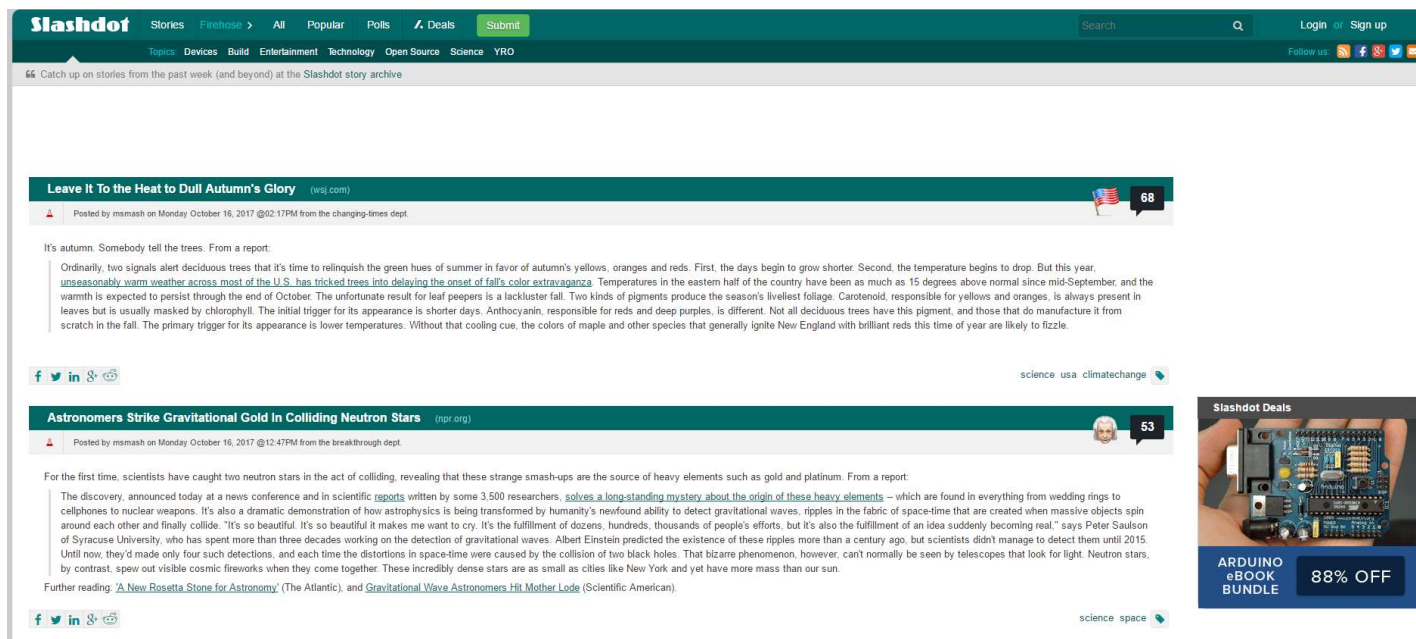 Slashdot Stories Firehose > All Popular Polls Deals Submit Search Login or Sign up
Topics: Devices Build Entertainment Technology Open Source Science YRO Follow us:
Catch up on stories from the past week (and beyond) at the Slashdot story archive
Leave It To the Heat to Dull Autumn's Glory (wsj.com) 68
Posted by msmash on Monday October 16, 2017 @02:17PM from the changing-times dept.
It's autumn. Somebody tell the trees. From a report:
Ordinarily, two signals alert deciduous trees that it's time to relinquish the green hues of summer in favor of autumn's yellows, oranges and reds. First, the days begin to grow shorter. Second, the temperature begins to drop. But this year,
unseasonably warm weather across most of the U.S. has tricked trees into delaying the onset of fall's color extravaganza. Temperatures in the eastern half of the country have been as much as 15 degrees above normal since mid-September, and the
warmth is expected to persist through the end of October. The unfortunate result for leaf peepers is a lackluster fall. Two kinds of pigments produce the season's liveliest foliage. Carotenoid, responsible for yellows and oranges, is always present in
leaves but is usually masked by chlorophyll. The initial trigger for its appearance is shorter days. Anthocyanin, responsible for reds and deep purples, is different. Not all deciduous trees have this pigment, and those that do manufacture it from
scratch in the fall. The primary trigger for its appearance is lower temperatures. Without that cooling cue, the colors of maple and other species that generally ignite New England with brilliant reds this time of year are likely to fizzle.
science usa climatechange
Astronomers Strike Gravitational Gold In Colliding Neutron Stars (npr.org) 53
Posted by msmash on Monday October 16, 2017 @12:47PM from the breakthrough dept.
For the first time, scientists have caught two neutron stars in the act of colliding, revealing that these strange smash-ups are the source of heavy elements such as gold and platinum. From a report:
The discovery, announced today at a news conference and in scientific reports written by some 3,500 researchers, solves a long-standing mystery about the origin of these heavy elements – which are found in everything from wedding rings to
cellphones to nuclear weapons. It's also a dramatic demonstration of how astrophysics is being transformed by humanity's newfound ability to detect gravitational waves, ripples in the fabric of space-time that are created when massive objects spin
around each other and finally collide. "It's so beautiful. It's so beautiful it makes me want to cry. It's the fulfillment of dozens, hundreds, thousands of people's efforts, but it's also the fulfillment of an idea suddenly becoming real," says Peter Saulson
of Syracuse University, who has spent more than three decades working on the detection of gravitational waves. Albert Einstein predicted the existence of these ripples more than a century ago, but scientists didn't manage to detect them until 2015.
Until now, they'd made only four such detections, and each time the distortions in space-time were caused by the collision of two black holes. That bizarre phenomenon, however, can't normally be seen by telescopes that look for light. Neutron stars,
by contrast, spew out visible cosmic fireworks when they come together. These incredibly dense stars are as small as cities like New York and yet have more mass than our sun.
Further reading: 'A New Rosetta Stone for Astronomy' (The Atlantic), and Gravitational Wave Astronomers Hit Mother Lode (Scientific American).
science space
Slashdot Deals
ARDUINO
eBOOK
BUNDLE
88% OFF